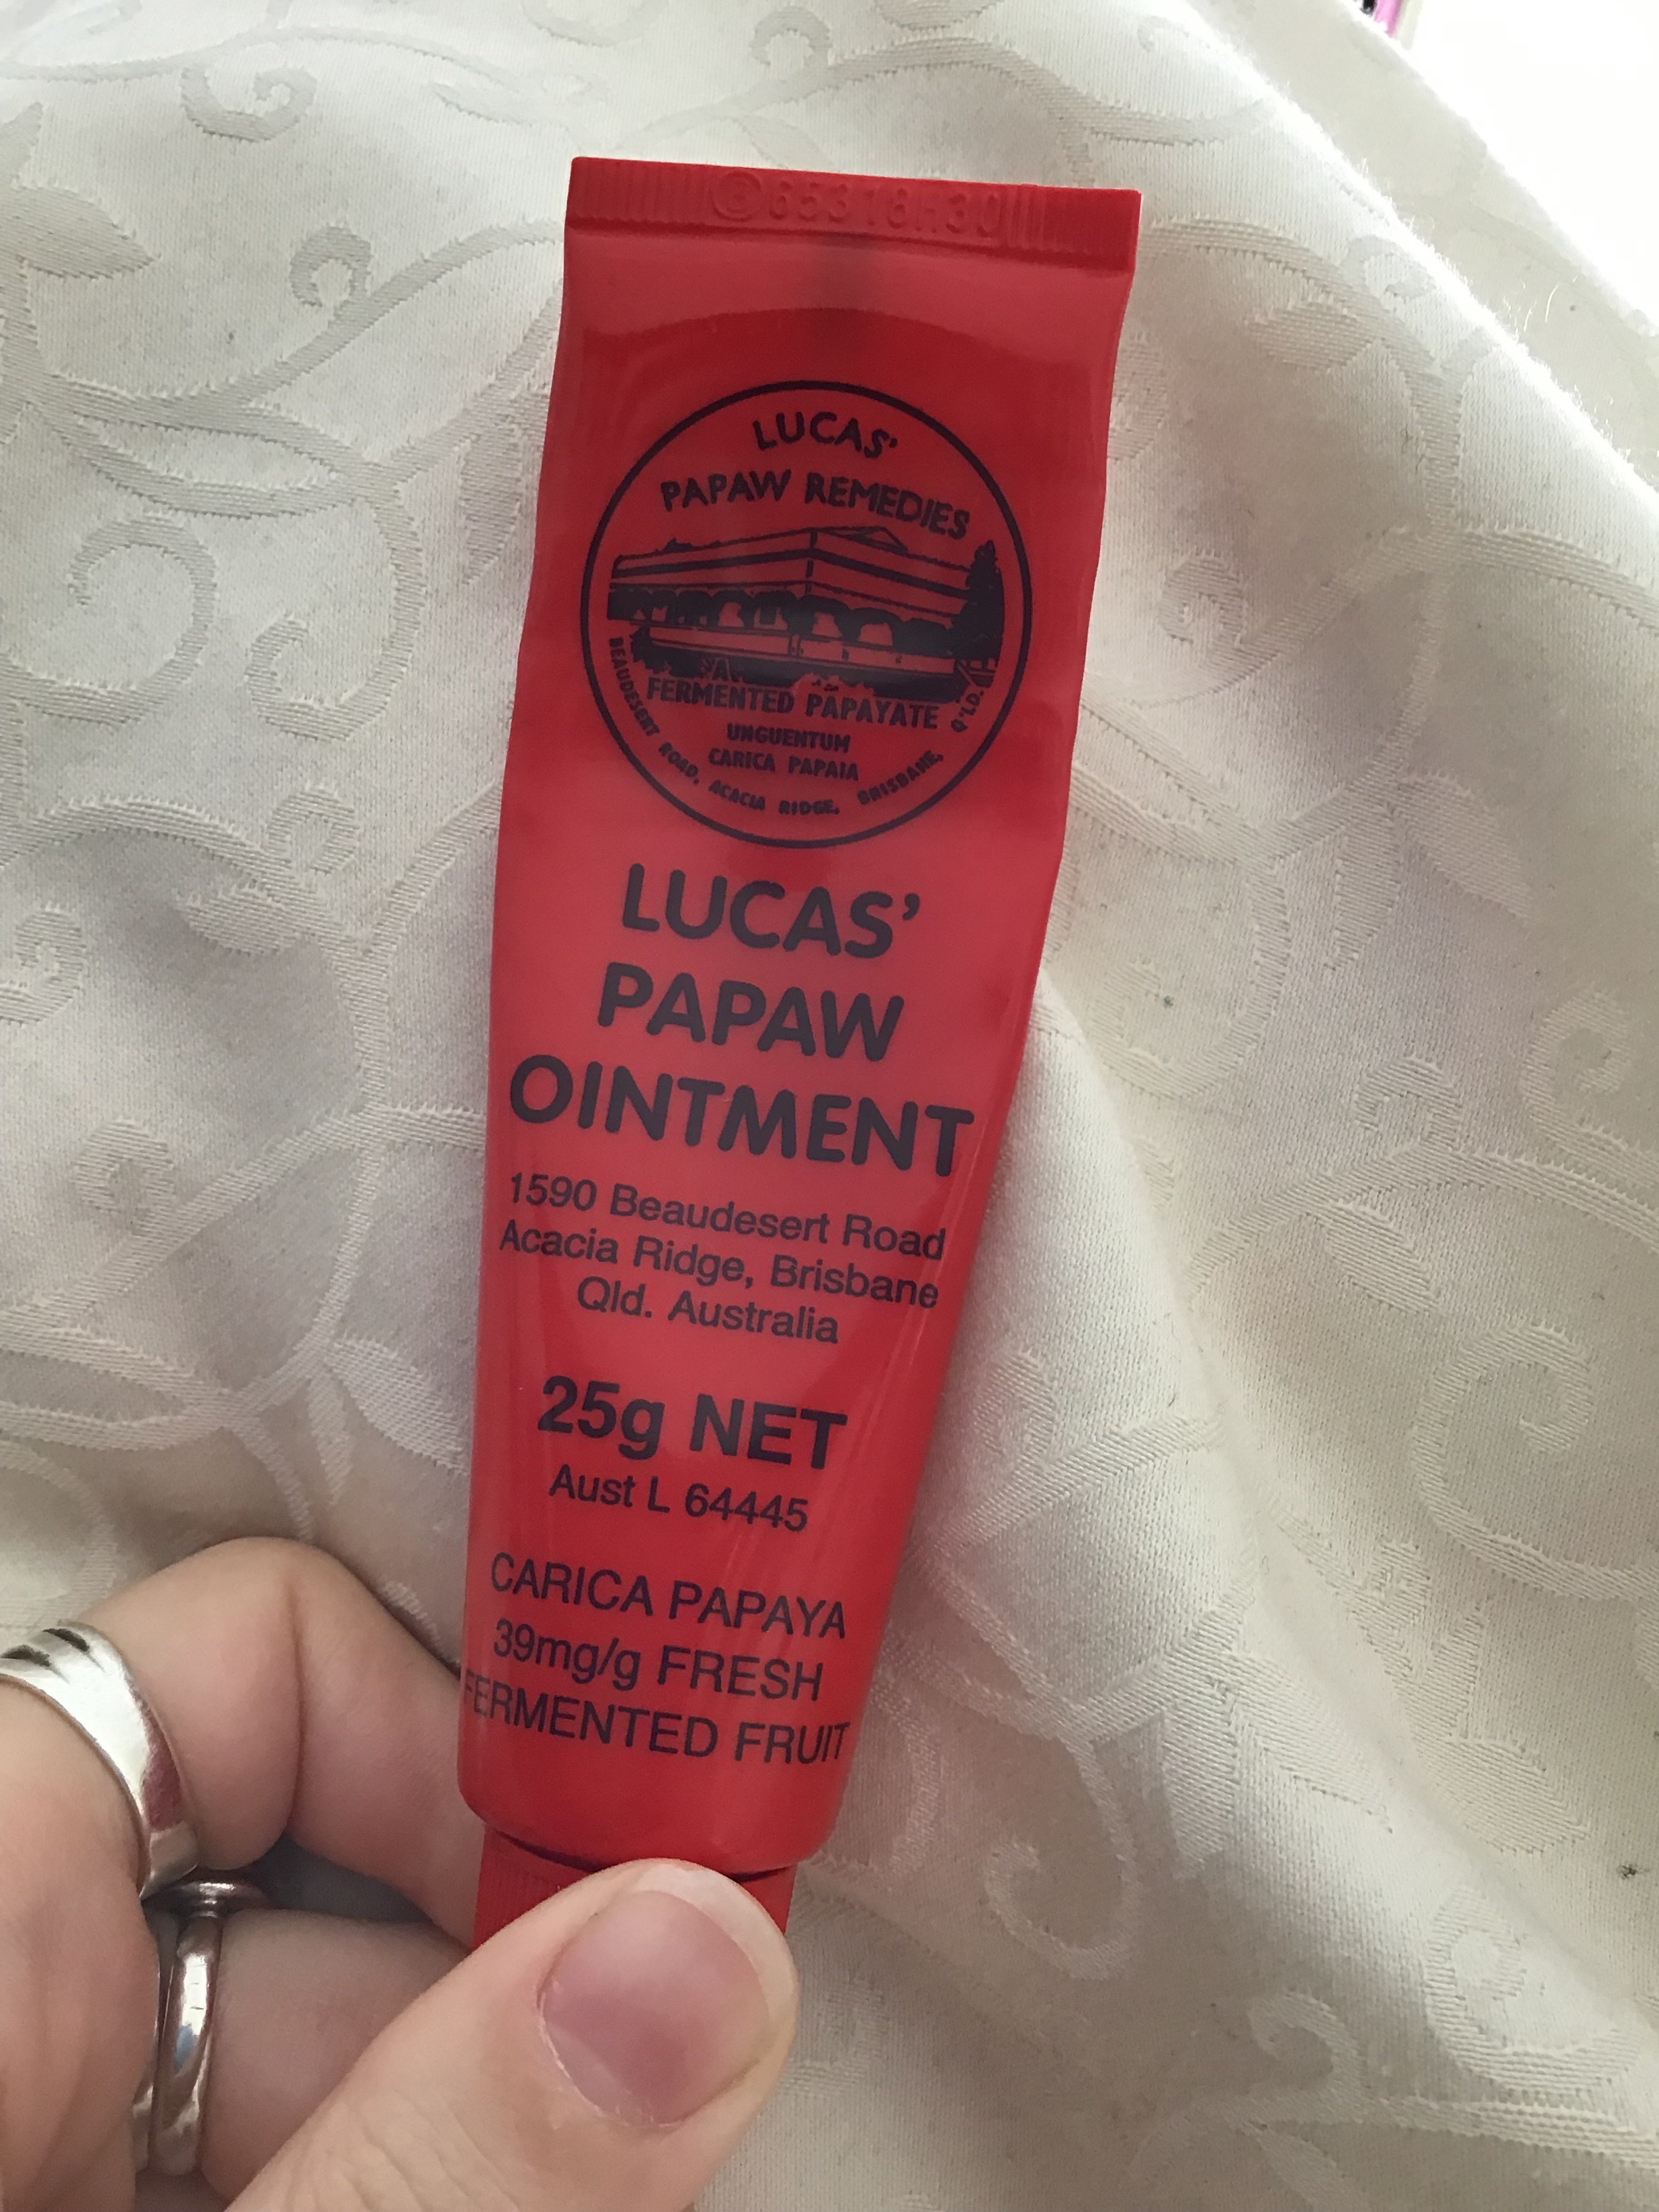 LUCAS'
PAPAW REMEDIES
FERMENTED PAPAYATE
UNGUENTUM
CARICA PAPAIA
BEAUDESERT ROAD, ACACIA RIDGE, BRISBANE, Q'LD.
LUCAS'
PAPAW
OINTMENT
1590 Beaudesert Road
Acacia Ridge, Brisbane
Qld. Australia
25g NET
Aust L 64445
CARICA PAPAYA
39mg/g FRESH
FERMENTED FRUIT